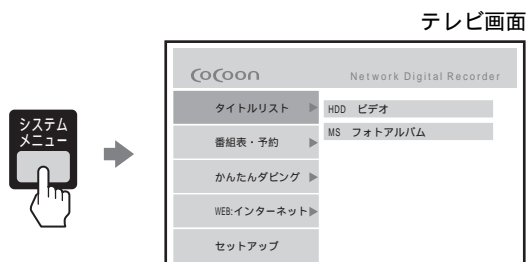 テレビ画面
CoCoon
Network Digital Recorder
システム
メニュー
タイトルリスト
HDD ビデオ
MS フォトアルバム
番組表・予約
かんたんダビング
WEB:インターネット
セットアップ